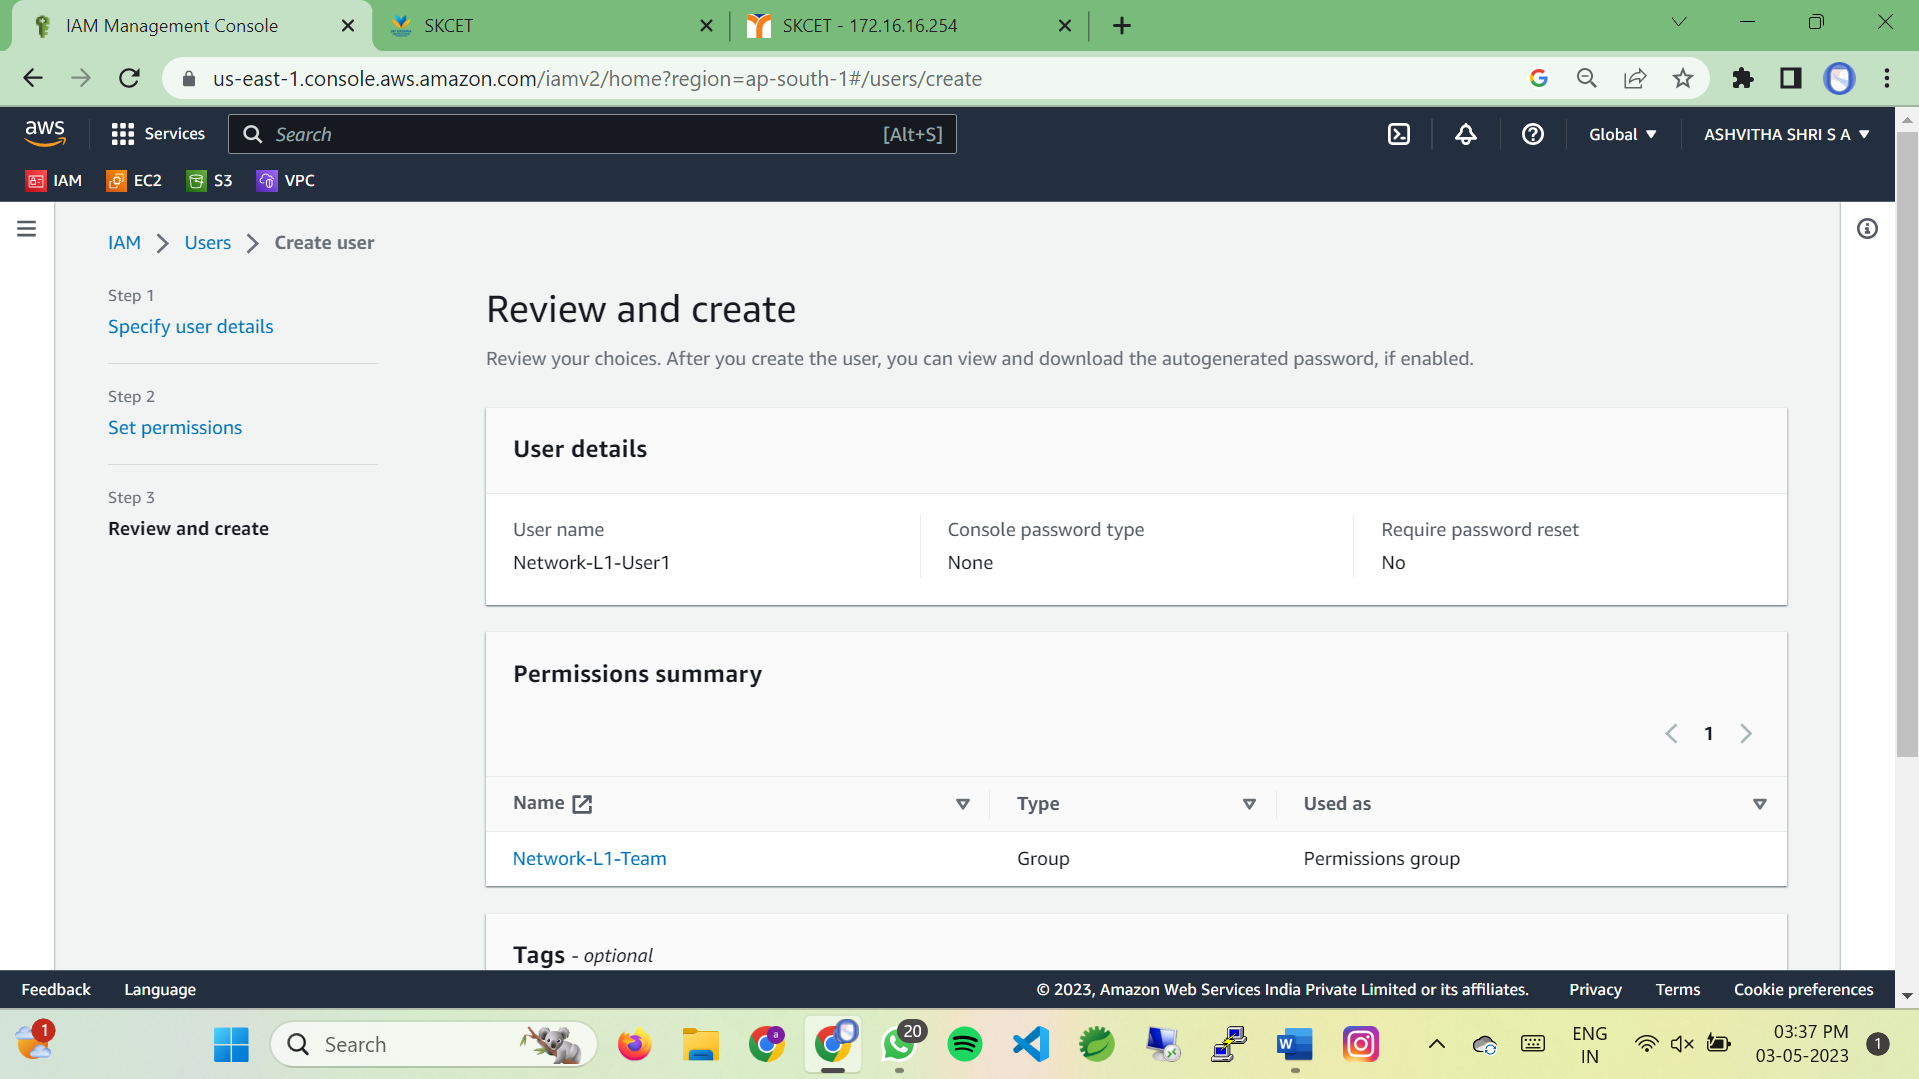 IAM Management Console
SKCET
SKCET - 172.16.16.254
us-east-1.console.aws.amazon.com/iamv2/home?region=ap-south-1#/users/create
aws
Services
Search
[Alt+S]
Global
ASHVITHA SHRI S A
IAM
EC2
S3
VPC
IAM
Users
Create user
Step 1
Specify user details
Step 2
Set permissions
Step 3
Review and create
Review and create
Review your choices. After you create the user, you can view and download the autogenerated password, if enabled.
User details
User name
Network-L1-User1
Console password type
None
Require password reset
No
Permissions summary
1
Name
Type
Used as
Network-L1-Team
Group
Permissions group
Tags - optional
Feedback
Language
© 2023, Amazon Web Services India Private Limited or its affiliates.
Privacy
Terms
Cookie preferences
1
Search
a
20
W
ENG
IN
03:37 PM
03-05-2023
1